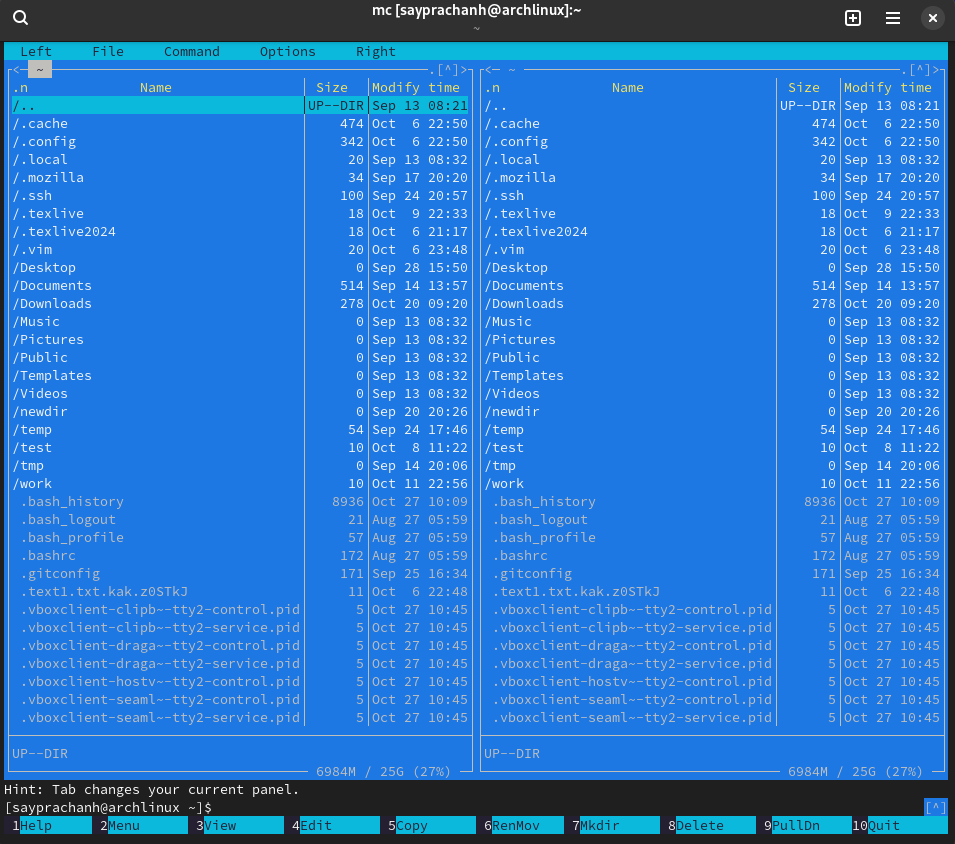 mc [sayprachanh@archlinux]:~
~
Left File Command Options Right
<─ ~ .[^]> <─ ~ .[^]>
.n Name Size Modify time .n Name Size Modify time
/.. UP--DIR Sep 13 08:21 /.. UP--DIR Sep 13 08:21
/.cache 474 Oct 6 22:50 /.cache 474 Oct 6 22:50
/.config 342 Oct 6 22:50 /.config 342 Oct 6 22:50
/.local 20 Sep 13 08:32 /.local 20 Sep 13 08:32
/.mozilla 34 Sep 17 20:20 /.mozilla 34 Sep 17 20:20
/.ssh 100 Sep 24 20:57 /.ssh 100 Sep 24 20:57
/.texlive 18 Oct 9 22:33 /.texlive 18 Oct 9 22:33
/.texlive2024 18 Oct 6 21:17 /.texlive2024 18 Oct 6 21:17
/.vim 20 Oct 6 23:48 /.vim 20 Oct 6 23:48
/Desktop 0 Sep 28 15:50 /Desktop 0 Sep 28 15:50
/Documents 514 Sep 14 13:57 /Documents 514 Sep 14 13:57
/Downloads 278 Oct 20 09:20 /Downloads 278 Oct 20 09:20
/Music 0 Sep 13 08:32 /Music 0 Sep 13 08:32
/Pictures 0 Sep 13 08:32 /Pictures 0 Sep 13 08:32
/Public 0 Sep 13 08:32 /Public 0 Sep 13 08:32
/Templates 0 Sep 13 08:32 /Templates 0 Sep 13 08:32
/Videos 0 Sep 13 08:32 /Videos 0 Sep 13 08:32
/newdir 0 Sep 20 20:26 /newdir 0 Sep 20 20:26
/temp 54 Sep 24 17:46 /temp 54 Sep 24 17:46
/test 10 Oct 8 11:22 /test 10 Oct 8 11:22
/tmp 0 Sep 14 20:06 /tmp 0 Sep 14 20:06
/work 10 Oct 11 22:56 /work 10 Oct 11 22:56
.bash_history 8936 Oct 27 10:09 .bash_history 8936 Oct 27 10:09
.bash_logout 21 Aug 27 05:59 .bash_logout 21 Aug 27 05:59
.bash_profile 57 Aug 27 05:59 .bash_profile 57 Aug 27 05:59
.bashrc 172 Aug 27 05:59 .bashrc 172 Aug 27 05:59
.gitconfig 171 Sep 25 16:34 .gitconfig 171 Sep 25 16:34
.text1.txt.kak.z0STkJ 11 Oct 6 22:48 .text1.txt.kak.z0STkJ 11 Oct 6 22:48
.vboxclient-clipb~-tty2-control.pid 5 Oct 27 10:45 .vboxclient-clipb~-tty2-control.pid 5 Oct 27 10:45
.vboxclient-clipb~-tty2-service.pid 5 Oct 27 10:45 .vboxclient-clipb~-tty2-service.pid 5 Oct 27 10:45
.vboxclient-draga~-tty2-control.pid 5 Oct 27 10:45 .vboxclient-draga~-tty2-control.pid 5 Oct 27 10:45
.vboxclient-draga~-tty2-service.pid 5 Oct 27 10:45 .vboxclient-draga~-tty2-service.pid 5 Oct 27 10:45
.vboxclient-hostv~-tty2-control.pid 5 Oct 27 10:45 .vboxclient-hostv~-tty2-control.pid 5 Oct 27 10:45
.vboxclient-seaml~-tty2-control.pid 5 Oct 27 10:45 .vboxclient-seaml~-tty2-control.pid 5 Oct 27 10:45
.vboxclient-seaml~-tty2-service.pid 5 Oct 27 10:45 .vboxclient-seaml~-tty2-service.pid 5 Oct 27 10:45
UP--DIR UP--DIR
6984M / 25G (27%) 6984M / 25G (27%)
Hint: Tab changes your current panel.
[sayprachanh@archlinux ~]$ [^]
1Help 2Menu 3View 4Edit 5Copy 6RenMov 7Mkdir 8Delete 9PullDn 10Quit